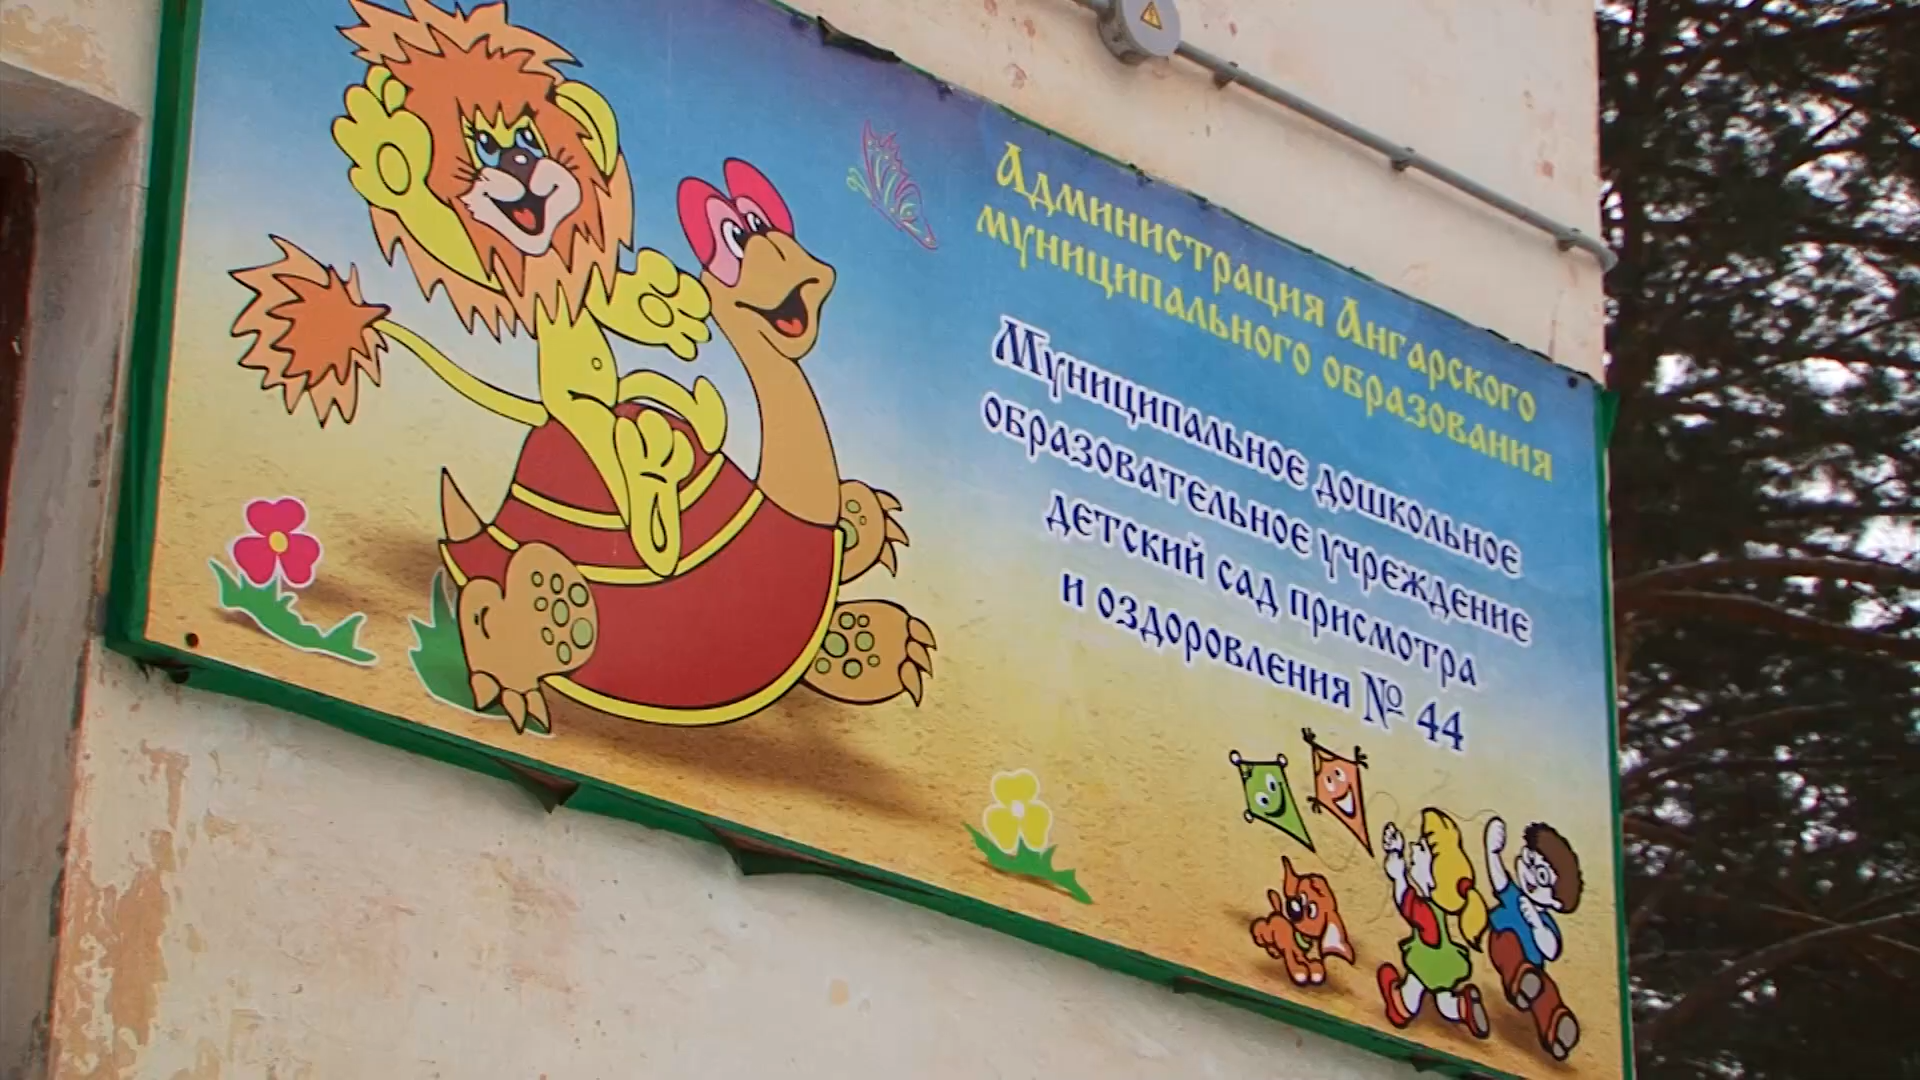 Администрация Ангарского
муниципального образования
Муниципальное дошкольное
образовательное учреждение
детский сад присмотра
и оздоровления № 44